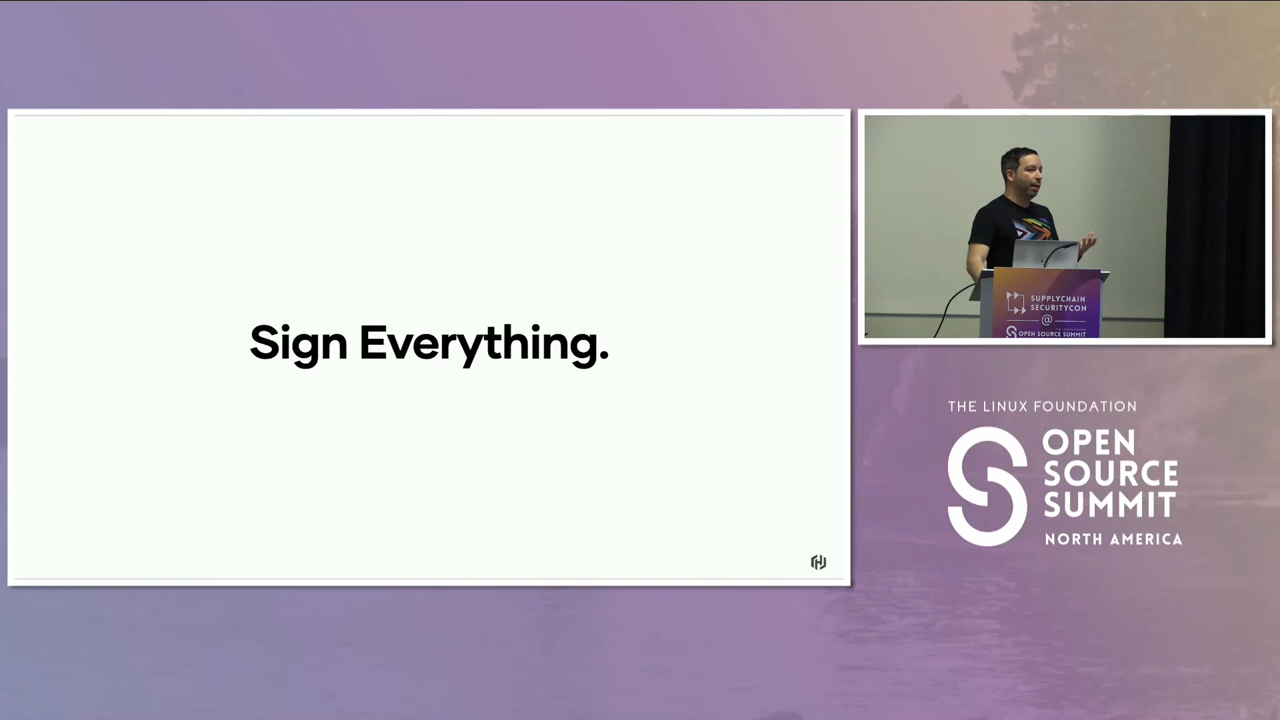 Sign Everything.
SUPPLYCHAIN
SECURITYCON
@
OPEN SOURCE SUMMIT
THE LINUX FOUNDATION
OPEN
SOURCE
SUMMIT
NORTH AMERICA